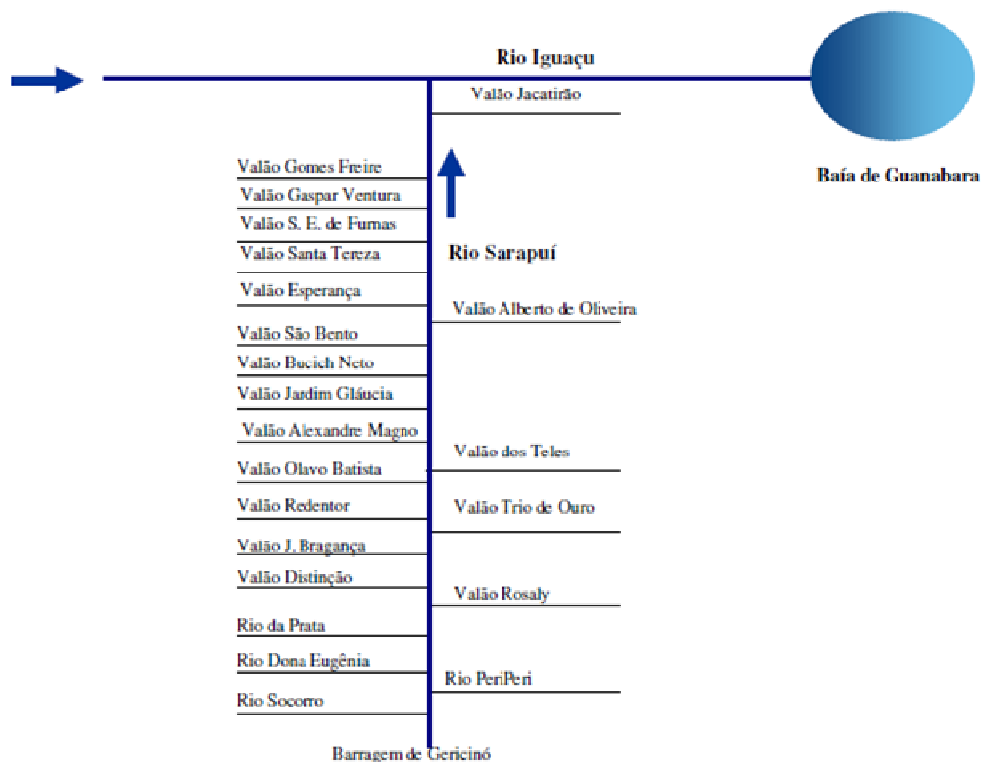 Rio Iguaçu
Valão Jacatirão
Baía de Guanabara
Valão Gomes Freire
Valão Gaspar Ventura
Valão S. E. de Furnas
Valão Santa Tereza
Rio Sarapuí
Valão Esperança
Valão Alberto de Oliveira
Valão São Bento
Valão Bucich Neto
Valão Jardim Gláucia
Valão Alexandre Magno
Valão dos Teles
Valão Olavo Batista
Valão Redentor
Valão Trio de Ouro
Valão J. Bragança
Valão Distinção
Valão Rosaly
Rio da Prata
Rio Dona Eugênia
Rio PeriPeri
Rio Socorro
Barragem de Gericinó